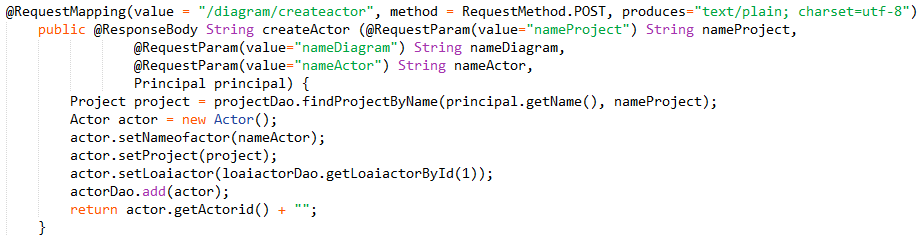 @RequestMapping(value = "/diagram/createactor", method = RequestMethod.POST, produces="text/plain; charset=utf-8")
public @ResponseBody String createActor (@RequestParam(value="nameProject") String nameProject,
@RequestParam(value="nameDiagram") String nameDiagram,
@RequestParam(value="nameActor") String nameActor,
Principal principal) {
Project project = projectDao.findProjectByName(principal.getName(), nameProject);
Actor actor = new Actor();
actor.setNameofactor(nameActor);
actor.setProject(project);
actor.setLoaiactor(loaiactorDao.getLoaiactorById(1));
actorDao.add(actor);
return actor.getActorid() + "";
}